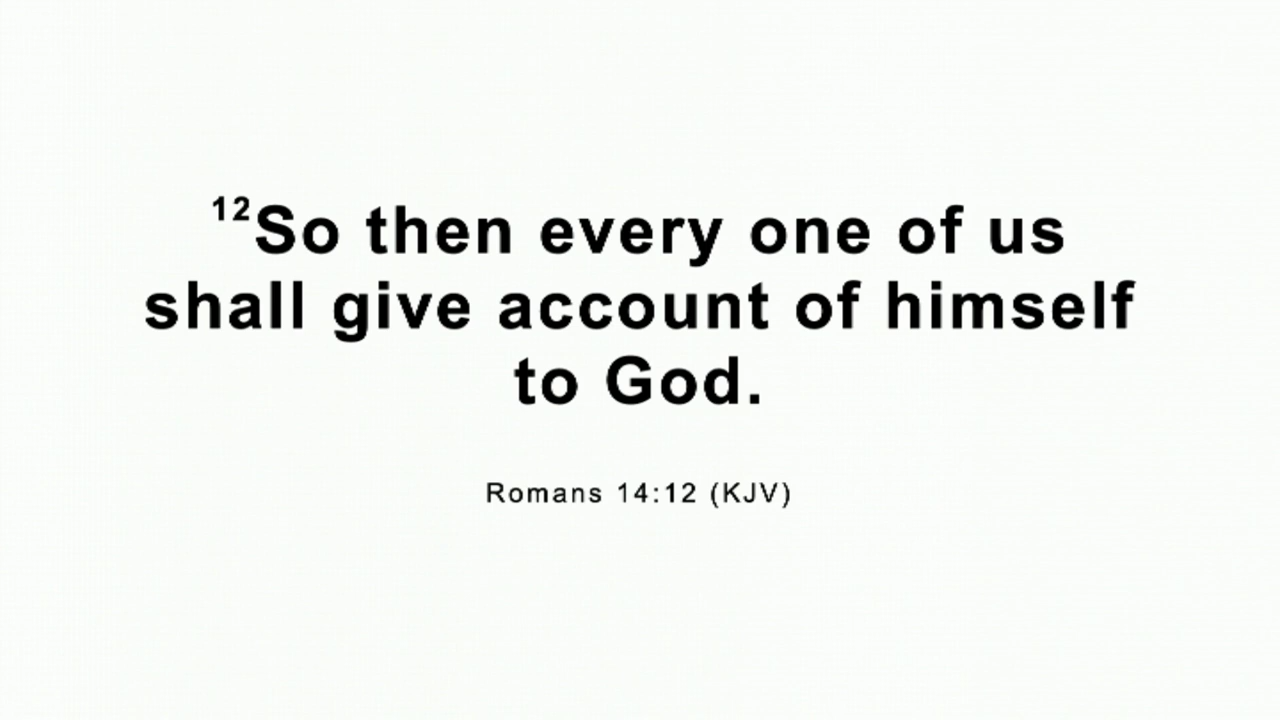 ¹²So then every one of us
shall give account of himself
to God.
Romans 14:12 (KJV)